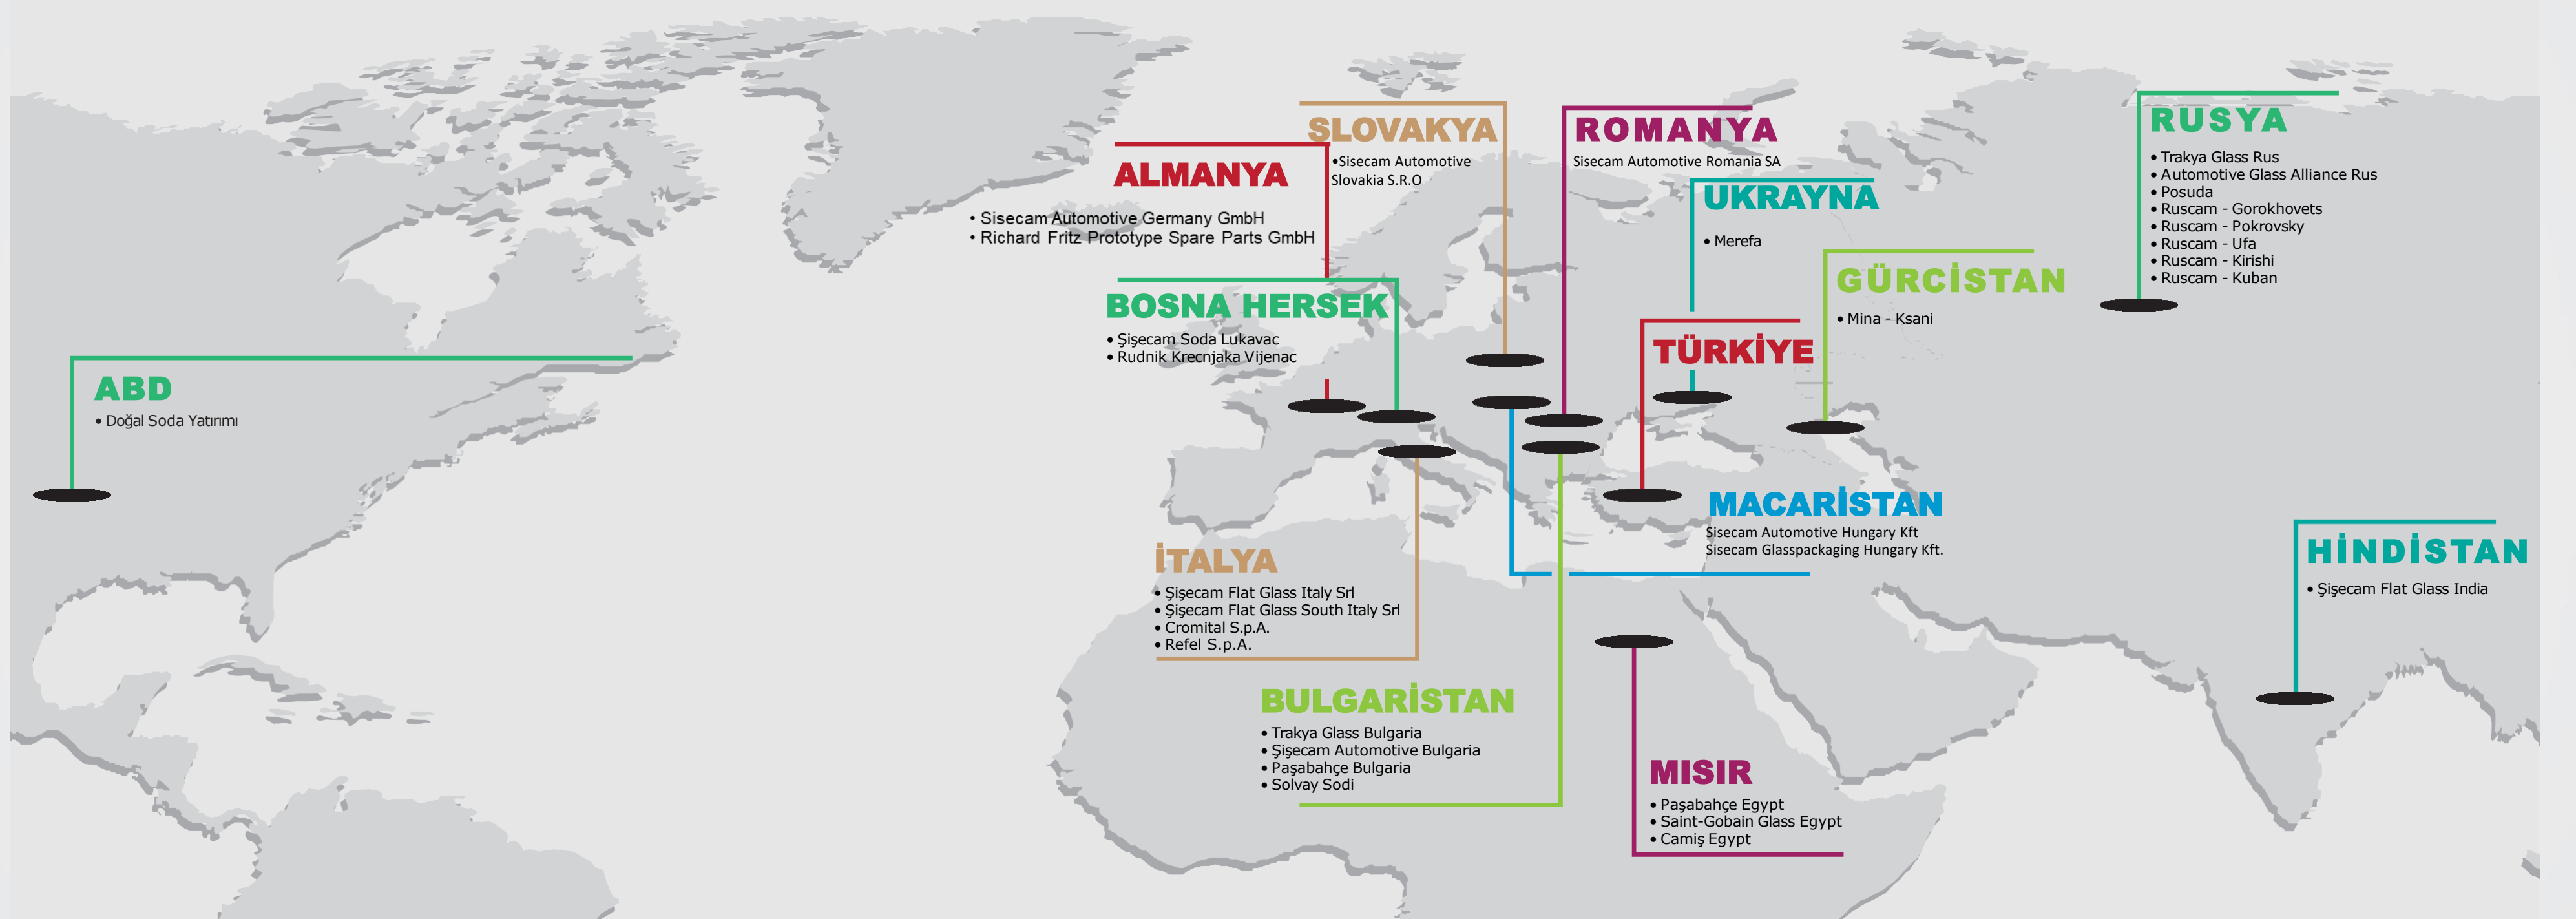 SLOVAKYA
•Sisecam Automotive
Slovakia S.R.O
ROMANYA
Sisecam Automotive Romania SA
RUSYA
• Trakya Glass Rus
• Automotive Glass Alliance Rus
• Posuda
• Ruscam - Gorokhovets
• Ruscam - Pokrovsky
• Ruscam - Ufa
• Ruscam - Kirishi
• Ruscam - Kuban
ALMANYA
• Sisecam Automotive Germany GmbH
• Richard Fritz Prototype Spare Parts GmbH
UKRAYNA
• Merefa
GÜRCİSTAN
• Mina - Ksani
BOSNA HERSEK
• Şişecam Soda Lukavac
• Rudnik Krecnjaka Vijenac
TÜRKİYE
ABD
• Doğal Soda Yatırımı
MACARİSTAN
Sisecam Automotive Hungary Kft
Sisecam Glasspackaging Hungary Kft.
HİNDİSTAN
• Şişecam Flat Glass India
İTALYA
• Şişecam Flat Glass Italy Srl
• Şişecam Flat Glass South Italy Srl
• Cromital S.p.A.
• Refel S.p.A.
BULGARİSTAN
• Trakya Glass Bulgaria
• Şişecam Automotive Bulgaria
• Paşabahçe Bulgaria
• Solvay Sodi
MISIR
• Paşabahçe Egypt
• Saint-Gobain Glass Egypt
• Camiş Egypt